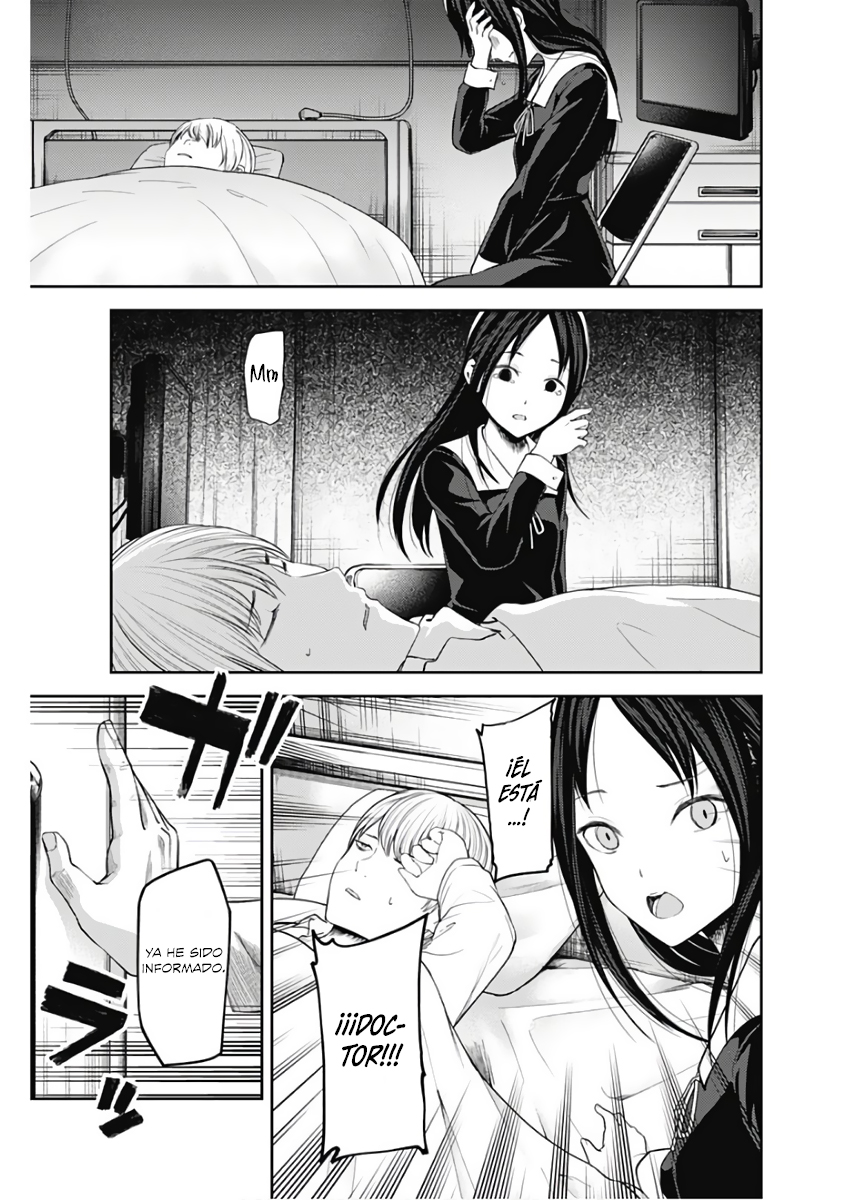 Mm
¡ÉL
ESTÁ
...!
¡¡¡DOC-
TOR!!!
YA HE SIDO
INFORMADO.
ガラッ